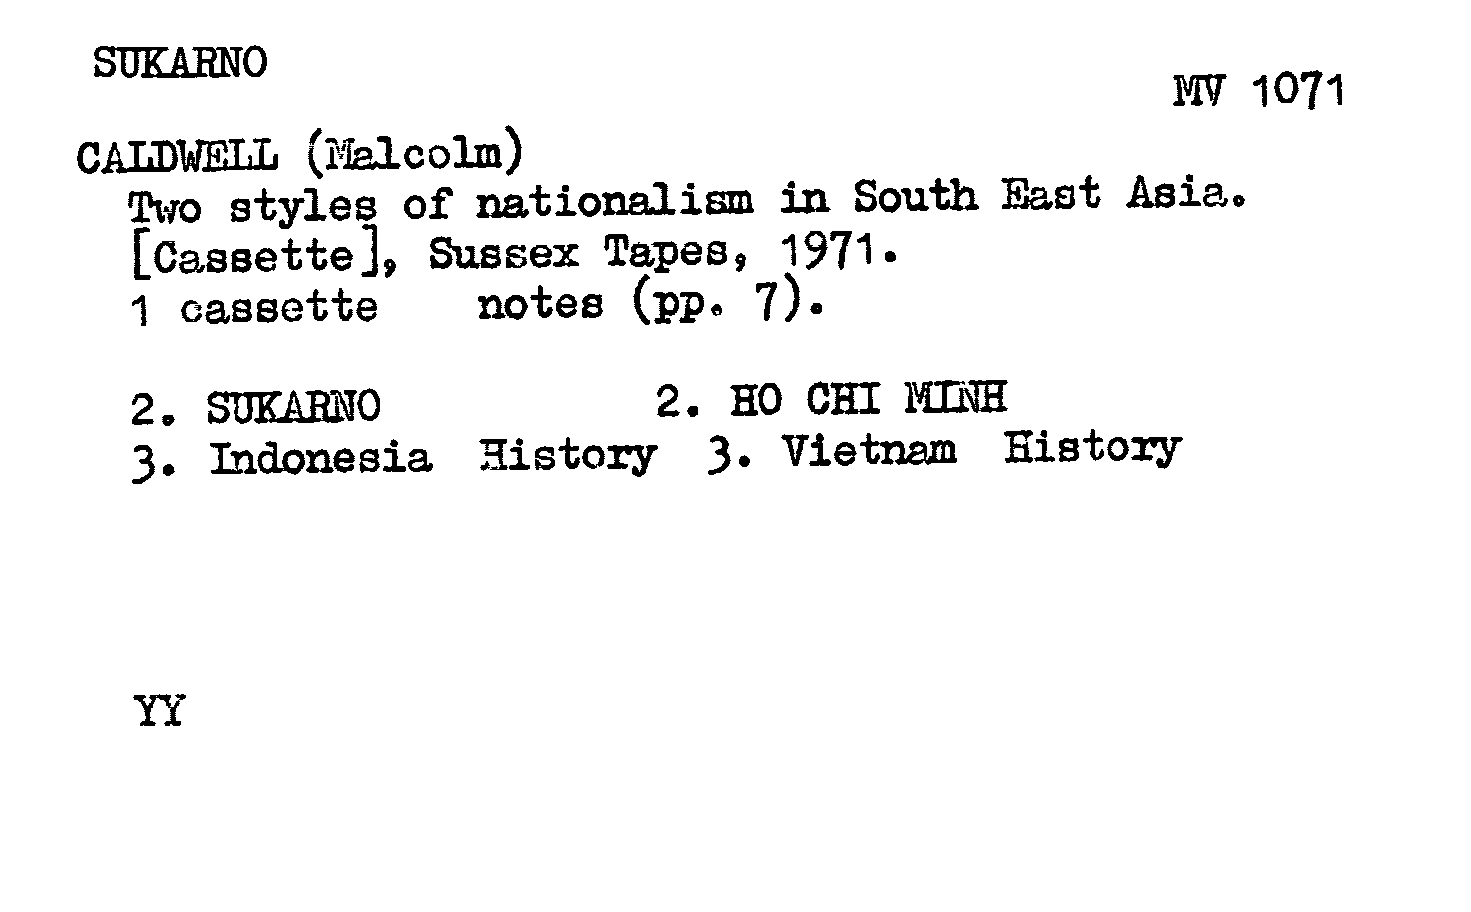 SUKARNO
MV 1071
CALDWELL (Malcolm)
Two styles of nationalism in South East Asia.
[Cassette], Sussex Tapes, 1971.
1 cassette notes (pp. 7).
2. SUKARNO 2. HO CHI MINH
3. Indonesia History 3. Vietnam History
YY